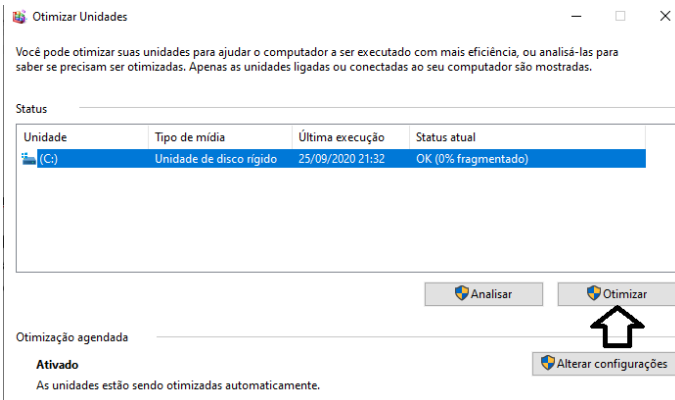 Otimizar Unidades
Você pode otimizar suas unidades para ajudar o computador a ser executado com mais eficiência, ou analisá-las para
saber se precisam ser otimizadas. Apenas as unidades ligadas ou conectadas ao seu computador são mostradas.
Status
Unidade Tipo de mídia Última execução Status atual
(C:) Unidade de disco rígido 25/09/2020 21:32 OK (0% fragmentado)
Analisar Otimizar
Otimização agendada
Ativado Alterar configurações
As unidades estão sendo otimizadas automaticamente.